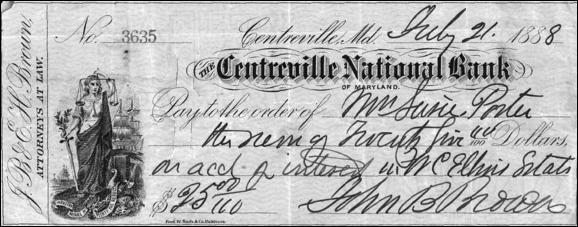 J.B. & E.H. Brown,
ATTORNEYS AT LAW.
No. 3635
Centreville, Md. July 21. 1888
THE Centreville National Bank
OF MARYLAND.
Pay to the order of Mrs Susie Porter
the sum of Twenty five 00/100 Dollars,
on acct of interest in McElkins Estate
$25 00/100
John B Brown